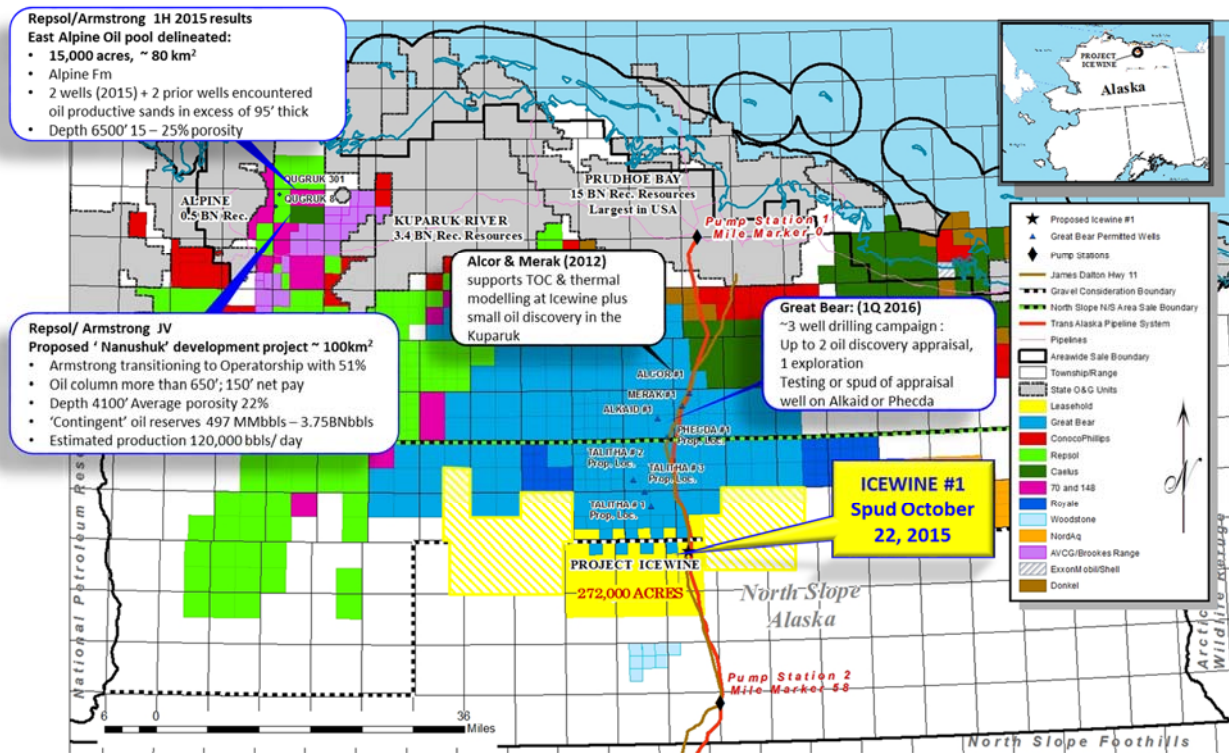 Repsol/Armstrong 1H 2015 results
East Alpine Oil pool delineated:
• 15,000 acres, ~ 80 km²
• Alpine Fm
• 2 wells (2015) + 2 prior wells encountered
oil productive sands in excess of 95' thick
• Depth 6500' 15 – 25% porosity
PROJECT
ICEWINE
Alaska
QUGRUK 301
QUGRUK 8
ALPINE
0.5 BN Rec.
KUPARUK RIVER
3.4 BN Rec. Resources
PRUDHOE BAY
15 BN Rec. Resources
Largest in USA
Pump Station 1
Mile Marker 0
Alcor & Merak (2012)
supports TOC & thermal
modelling at Icewine plus
small oil discovery in the
Kuparuk
Great Bear: (1Q 2016)
~3 well drilling campaign :
Up to 2 oil discovery appraisal,
1 exploration
Testing or spud of appraisal
well on Alkaid or Phecda
Repsol/ Armstrong JV
Proposed ' Nanushuk' development project ~ 100km²
• Armstrong transitioning to Operatorship with 51%
• Oil column more than 650'; 150' net pay
• Depth 4100' Average porosity 22%
• 'Contingent' oil reserves 497 MMbbls – 3.75BNbbls
• Estimated production 120,000 bbls/ day
ALGOR #1
MERAK #1
ALKAID #1
PHEGDA #1
Prop. Loc.
TALITHA # 2
Prop. Loc.
TALITHA # 3
Prop. Loc.
TALITHA # 1
Prop. Loc.
ICEWINE #1
Spud October
22, 2015
PROJECT ICEWINE
272,000 ACRES
North Slope
Alaska
Pump Station 2
Mile Marker 58
National Petroleum
Wildlife
North Slope Foothills
6 0 36
Miles
Proposed Icewine #1
Great Bear Permitted Wells
Pump Stations
James Dalton Hwy 11
Gravel Consideration Boundary
North Slope N/S Area Sale Boundary
Trans Alaska Pipeline System
Pipelines
Areawide Sale Boundary
Township/Range
State O&G Units
Leasehold
Great Bear
ConocoPhillips
Repsol
Caelus
70 and 148
Royale
Woodstone
NordAq
AVCG/Brookes Range
ExxonMobil/Shell
Donkel
N